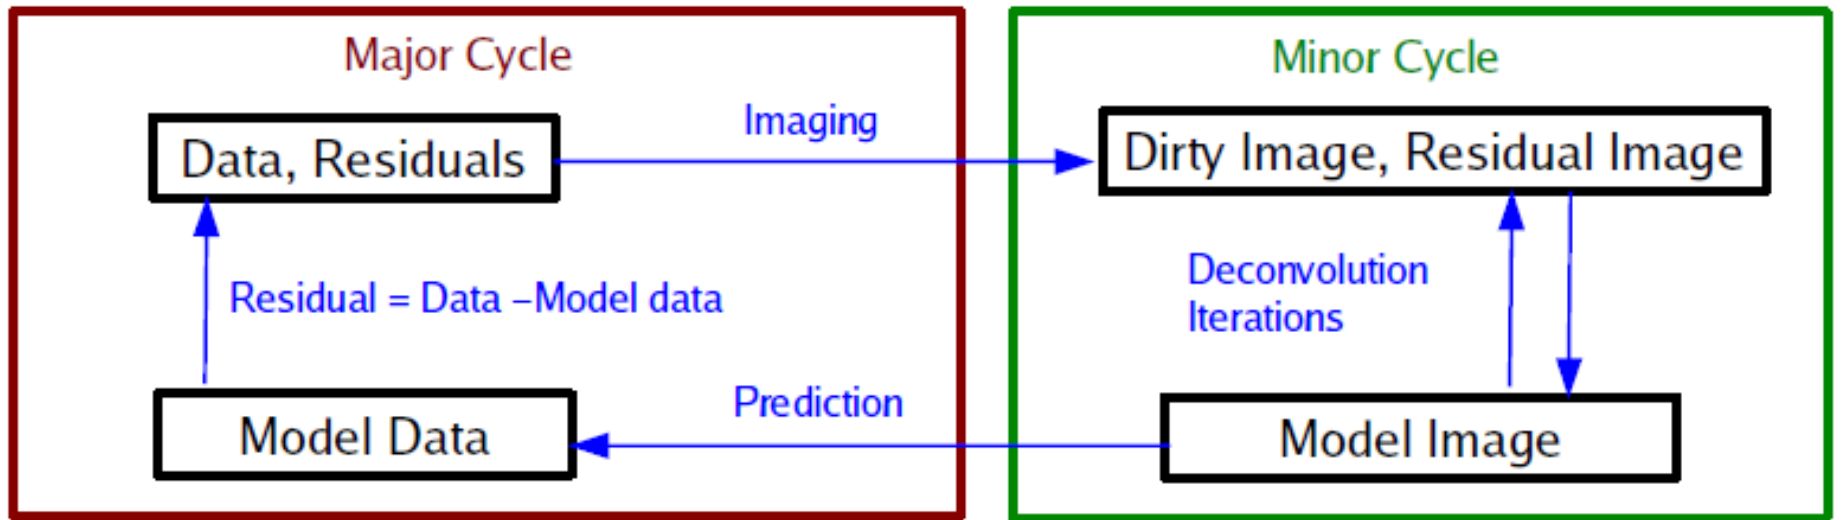 Major Cycle
Minor Cycle
Imaging
Data, Residuals
Dirty Image, Residual Image
Residual = Data –Model data
Deconvolution
Iterations
Prediction
Model Data
Model Image